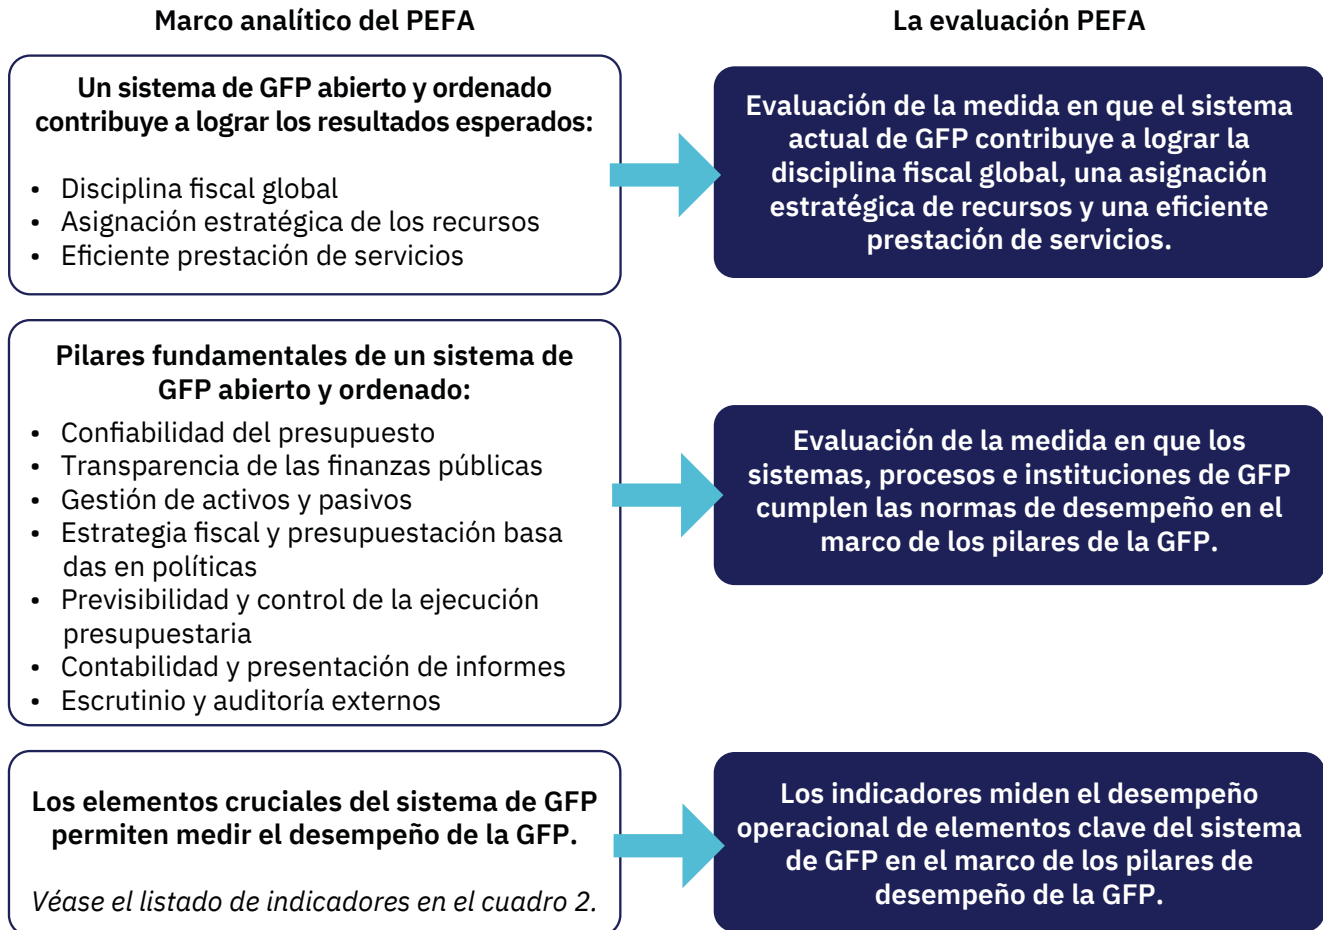 Marco analítico del PEFA
La evaluación PEFA
Un sistema de GFP abierto y ordenado
contribuye a lograr los resultados esperados:
• Disciplina fiscal global
• Asignación estratégica de los recursos
• Eficiente prestación de servicios
Evaluación de la medida en que el sistema
actual de GFP contribuye a lograr la
disciplina fiscal global, una asignación
estratégica de recursos y una eficiente
prestación de servicios.
Pilares fundamentales de un sistema de
GFP abierto y ordenado:
• Confiabilidad del presupuesto
• Transparencia de las finanzas públicas
• Gestión de activos y pasivos
• Estrategia fiscal y presupuestación basa
das en políticas
• Previsibilidad y control de la ejecución
presupuestaria
• Contabilidad y presentación de informes
• Escrutinio y auditoría externos
Evaluación de la medida en que los
sistemas, procesos e instituciones de GFP
cumplen las normas de desempeño en el
marco de los pilares de la GFP.
Los elementos cruciales del sistema de GFP
permiten medir el desempeño de la GFP.
Véase el listado de indicadores en el cuadro 2.
Los indicadores miden el desempeño
operacional de elementos clave del sistema
de GFP en el marco de los pilares de
desempeño de la GFP.